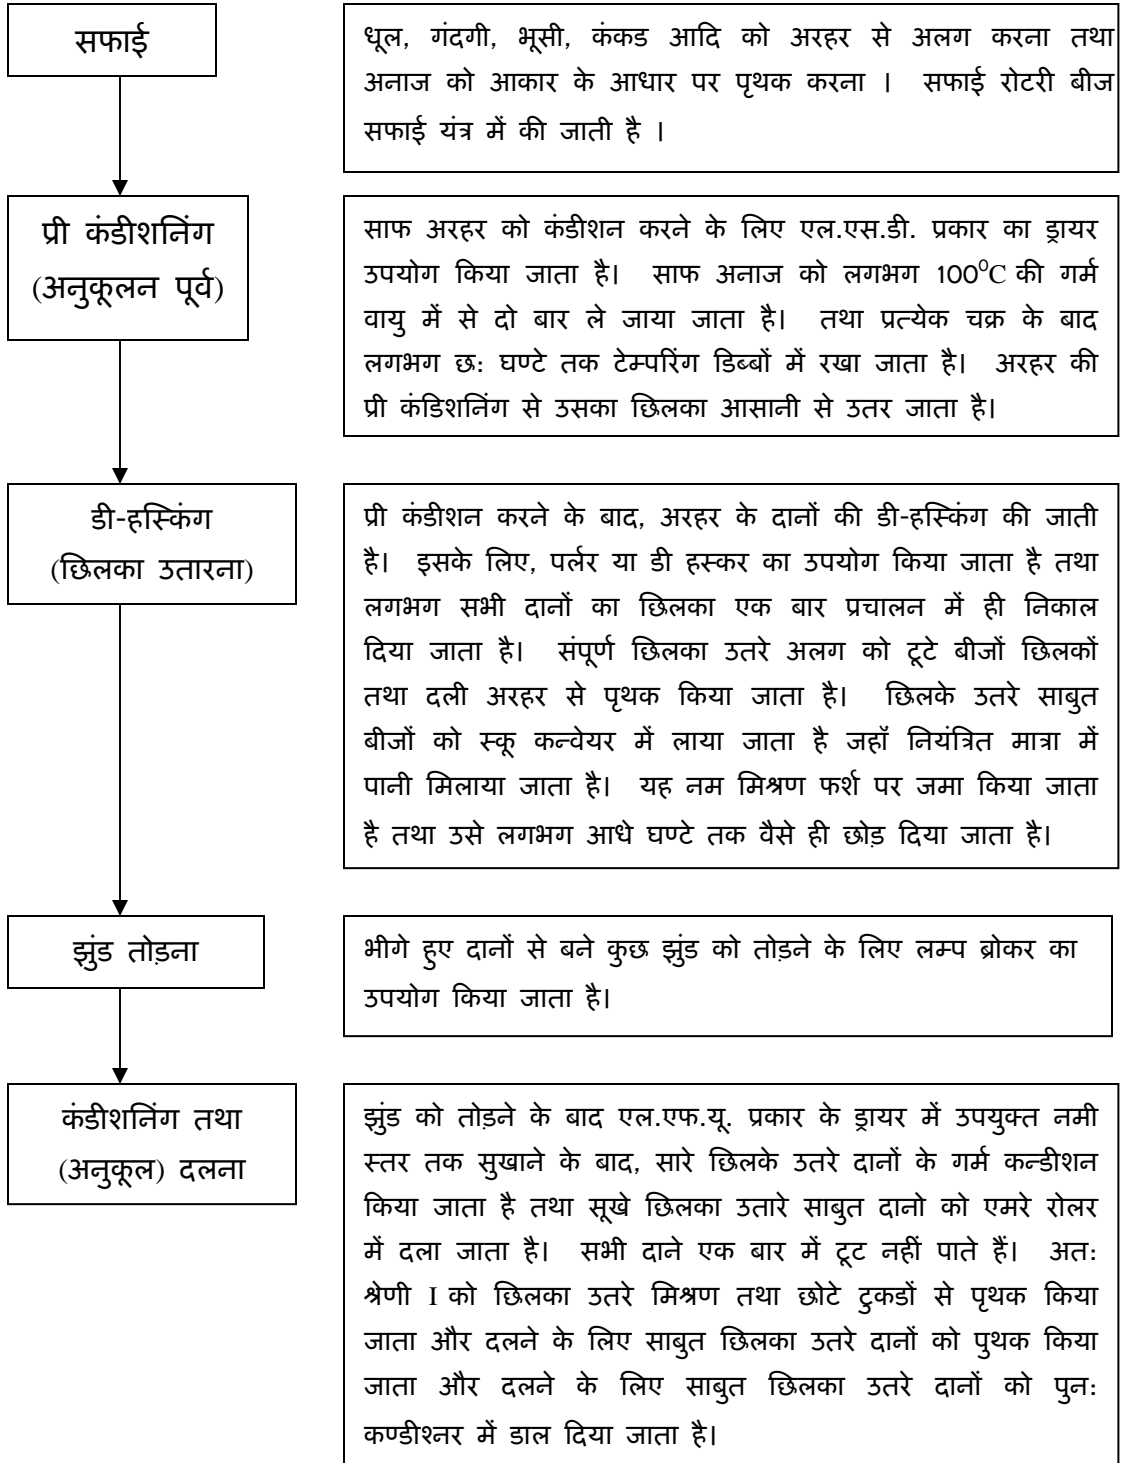 सफाई
धूल, गंदगी, भूसी, कंकड आदि को अरहर से अलग करना तथा
अनाज को आकार के आधार पर पृथक करना । सफाई रोटरी बीज
सफाई यंत्र में की जाती है ।
प्री कंडीशनिंग
(अनुकूलन पूर्व)
साफ अरहर को कंडीशन करने के लिए एल.एस.डी. प्रकार का ड्रायर
उपयोग किया जाता है। साफ अनाज को लगभग 100⁰C की गर्म
वायु में से दो बार ले जाया जाता है। तथा प्रत्येक चक्र के बाद
लगभग छ: घण्टे तक टेम्परिंग डिब्बों में रखा जाता है। अरहर की
प्री कंडिशनिंग से उसका छिलका आसानी से उतर जाता है।
डी-हस्किंग
(छिलका उतारना)
प्री कंडीशन करने के बाद, अरहर के दानों की डी-हस्किंग की जाती
है। इसके लिए, पर्लर या डी हस्कर का उपयोग किया जाता है तथा
लगभग सभी दानों का छिलका एक बार प्रचालन में ही निकाल
दिया जाता है। संपूर्ण छिलका उतरे अलग को टूटे बीजों छिलकों
तथा दली अरहर से पृथक किया जाता है। छिलके उतरे साबुत
बीजों को स्कू कन्वेयर में लाया जाता है जहॉ नियंत्रित मात्रा में
पानी मिलाया जाता है। यह नम मिश्रण फर्श पर जमा किया जाता
है तथा उसे लगभग आधे घण्टे तक वैसे ही छोड़ दिया जाता है।
झुंड तोड़ना
भीगे हुए दानों से बने कुछ झुंड को तोड़ने के लिए लम्प ब्रोकर का
उपयोग किया जाता है।
कंडीशनिंग तथा
(अनुकूल) दलना
झुंड को तोड़ने के बाद एल.एफ.यू. प्रकार के ड्रायर में उपयुक्त नमी
स्तर तक सुखाने के बाद, सारे छिलके उतरे दानों के गर्म कन्डीशन
किया जाता है तथा सूखे छिलका उतारे साबुत दानो को एमरे रोलर
में दला जाता है। सभी दाने एक बार में टूट नहीं पाते हैं। अत:
श्रेणी I को छिलका उतरे मिश्रण तथा छोटे टुकडों से पृथक किया
जाता और दलने के लिए साबुत छिलका उतरे दानों को पुथक किया
जाता और दलने के लिए साबुत छिलका उतरे दानों को पुन:
कण्डीश्नर में डाल दिया जाता है।